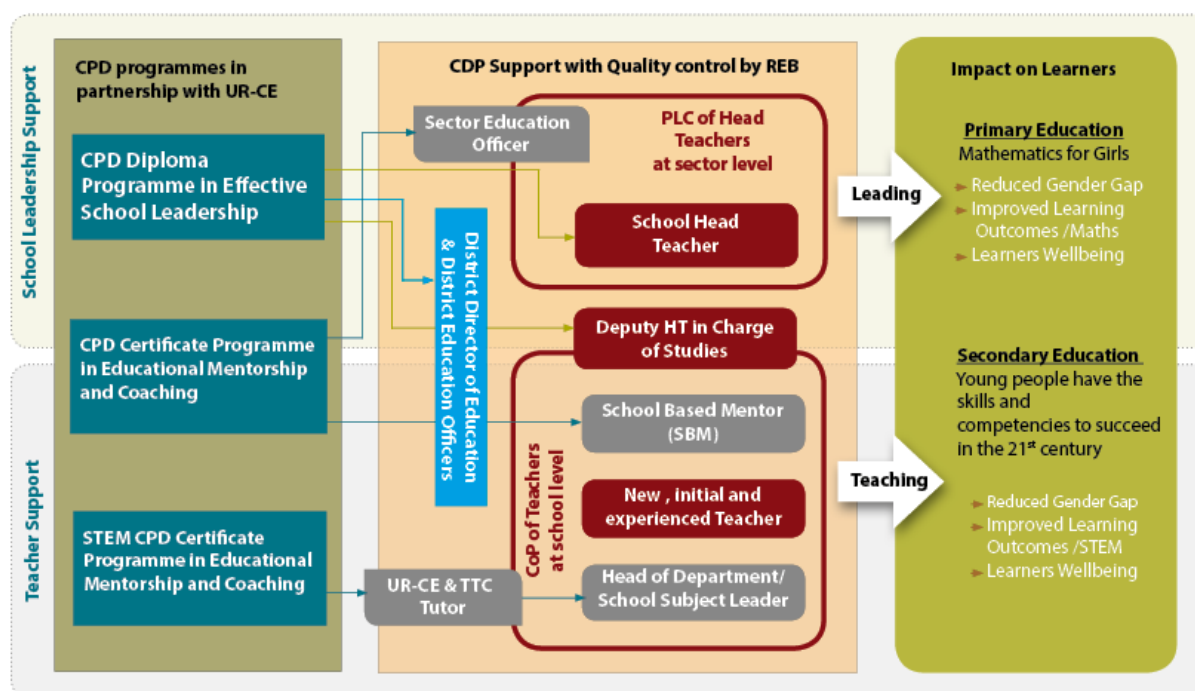 School Leadership Support
Teacher Support
CPD programmes in
partnership with UR-CE
CPD Diploma
Programme in Effective
School Leadership
CPD Certificate Programme
in Educational Mentorship
and Coaching
STEM CPD Certificate
Programme in Educational
Mentorship and Coaching
CDP Support with Quality control by REB
Sector Education
Officer
PLC of Head
Teachers
at sector level
School Head
Teacher
District Director of Education
& District Education Officers
Deputy HT in Charge
of Studies
School Based Mentor
(SBM)
CoP of Teachers
at school level
New , initial and
experienced Teacher
UR-CE & TTC
Tutor
Head of Department/
School Subject Leader
Leading
Teaching
Impact on Learners
Primary Education
Mathematics for Girls
Reduced Gender Gap
Improved Learning
Outcomes /Maths
Learners Wellbeing
Secondary Education
Young people have the
skills and
competencies to succeed
in the 21st century
Reduced Gender Gap
Improved Learning
Outcomes /STEM
Learners Wellbeing